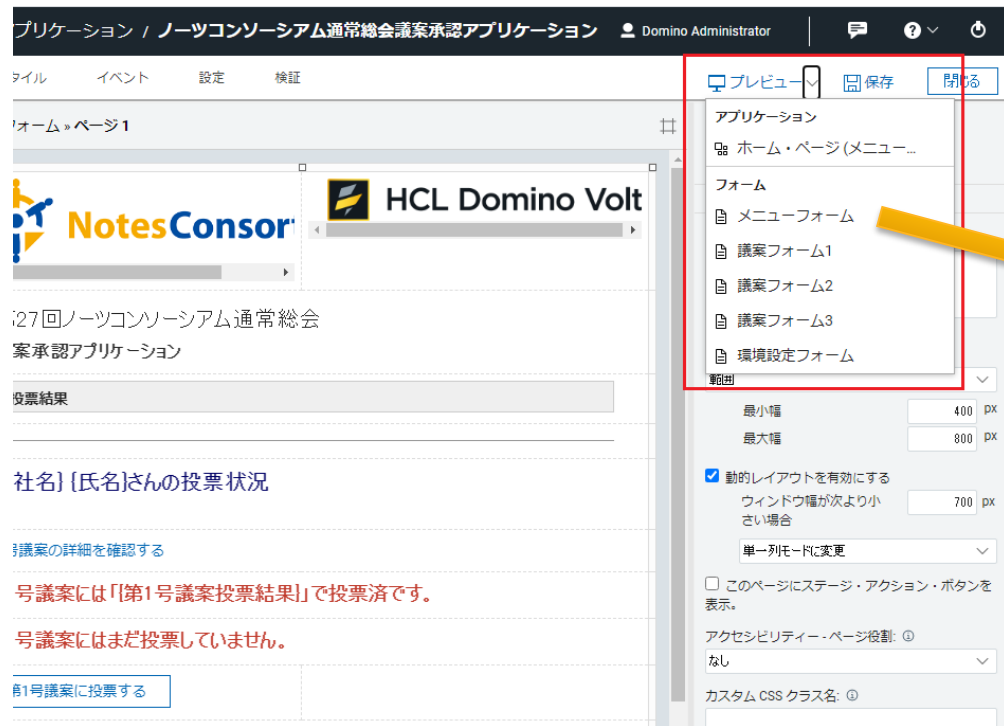 プリケーション / ノーツコンソーシアム通常総会議案承認アプリケーション Domino Administrator
タイル イベント 設定 検証 プレビュー 保存 閉じる
フォーム » ページ 1
アプリケーション
ホーム・ページ (メニュー...
フォーム
メニューフォーム
議案フォーム1
議案フォーム2
議案フォーム3
環境設定フォーム
NotesConsor
HCL Domino Volt
27回ノーツコンソーシアム通常総会
案承認アプリケーション
投票結果
社名} {氏名}さんの投票状況
号議案の詳細を確認する
号議案には「{第1号議案投票結果}」で投票済です。
号議案にはまだ投票していません。
第1号議案に投票する
範囲
最小幅 400 px
最大幅 800 px
動的レイアウトを有効にする
ウィンドウ幅が次より小 700 px
さい場合
単一列モードに変更
このページにステージ・アクション・ボタンを
表示。
アクセシビリティー - ページ役割:
なし
カスタム CSS クラス名: